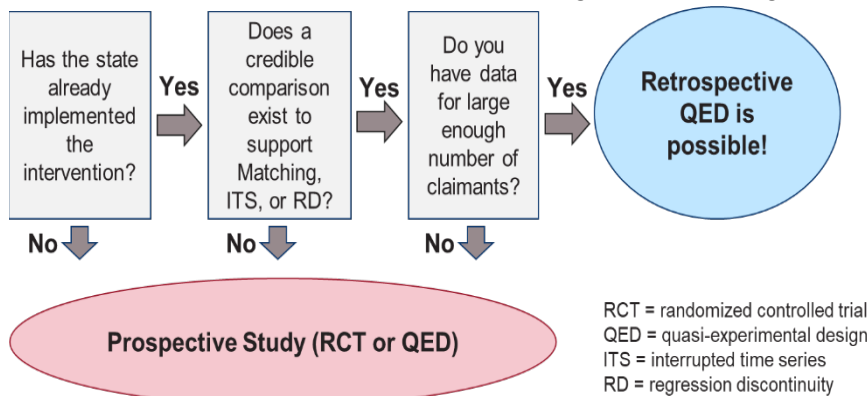 Has the state
already
implemented
the
intervention?
Yes
Does a
credible
comparison
exist to
support
Matching,
ITS, or RD?
Yes
Do you
have data
for large
enough
number of
claimants?
Yes
Retrospective
QED is
possible!
No
No
No
Prospective Study (RCT or QED)
RCT = randomized controlled trial
QED = quasi-experimental design
ITS = interrupted time series
RD = regression discontinuity